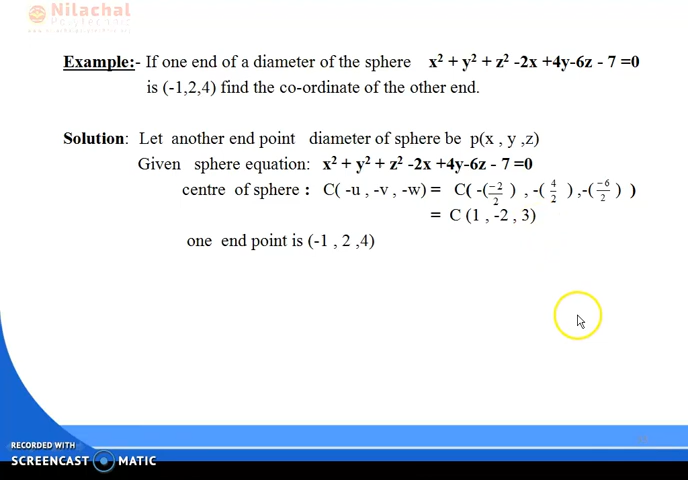 Nilachal
Polytechnic
Example:- If one end of a diameter of the sphere x² + y² + z² -2x +4y-6z - 7 =0
is (-1,2,4) find the co-ordinate of the other end.
Solution: Let another end point diameter of sphere be p(x , y ,z)
Given sphere equation: x² + y² + z² -2x +4y-6z - 7 =0
centre of sphere : C( -u , -v, -w) = C( -(−2/2) , -( 4/2 ) ,-( −6/2 ) )
= C (1 , -2 , 3)
one end point is (-1 , 2 ,4)
RECORDED WITH
SCREENCAST MATIC